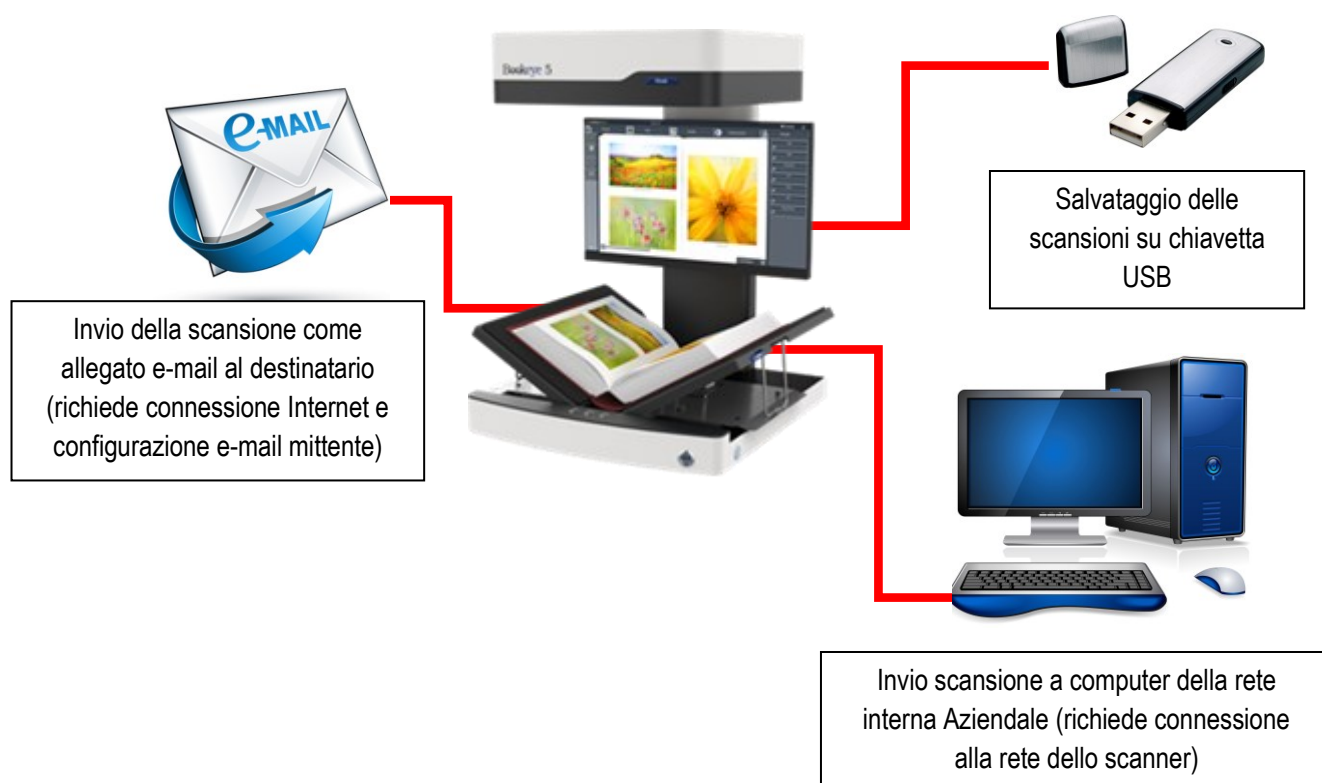 Bookeye 5
e-MAIL
Salvataggio delle
scansioni su chiavetta
USB
Invio della scansione come
allegato e-mail al destinatario
(richiede connessione Internet e
configurazione e-mail mittente)
Invio scansione a computer della rete
interna Aziendale (richiede connessione
alla rete dello scanner)